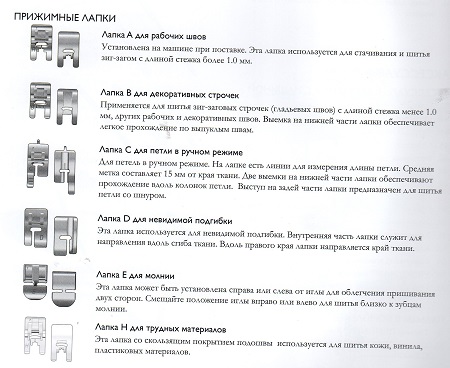 ПРИЖИМНЫЕ ЛАПКИ
Лапка A для рабочих швов
Установлена на машине при поставке. Эта лапка используется для стачивания и шитья
зиг-загом с длиной стежка более 1.0 мм.
Лапка B для декоративных строчек
Применяется для шитья зиг-заговых строчек (гладьевых швов) с длиной стежка менее 1.0
мм, других рабочих и декоративных швов. Выемка на нижней части лапки обеспечивает
легкое прохождение по выпуклым швам.
Лапка C для петли в ручном режиме
Для петель в ручном режиме. На лапке есть линии для измерения длины петли. Средняя
метка составляет 15 мм от края ткани. Две выемки на нижней части лапки обеспечивают
прохождение вдоль колонок петли. Выступ на задей части лапки предназначен для шитья
петли со шнуром.
Лапка D для невидимой подгибки
Эта лапка используется для невидимой подгибки. Внутренняя часть лапки служит для
направления вдоль сгиба ткани. Вдоль правого края лапки направляется край ткани.
Лапка E для молнии
Эта лапка может быть установлена справа или слева от иглы для облегчения пришивания
двух сторон. Смещайте положение иглы вправо или влево для шитья близко к зубцам
молнии.
Лапка H для трудных материалов
Эта лапка со скользящим покрытием подошвы используется для шитья кожи, винила,
пластиковых материалов.